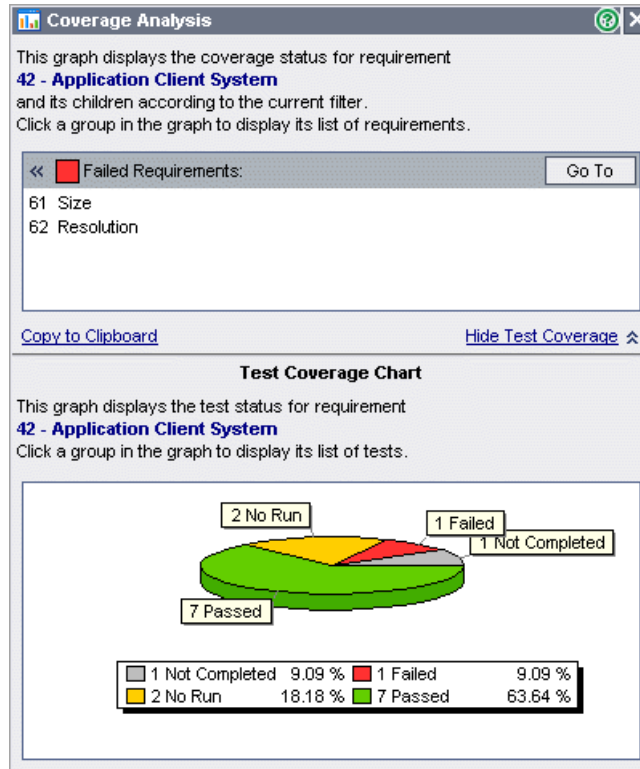 Coverage Analysis
This graph displays the coverage status for requirement
42 - Application Client System
and its children according to the current filter.
Click a group in the graph to display its list of requirements.
Failed Requirements:
Go To
61 Size
62 Resolution
Copy to Clipboard
Hide Test Coverage
Test Coverage Chart
This graph displays the test status for requirement
42 - Application Client System
Click a group in the graph to display its list of tests.
2 No Run
1 Failed
1 Not Completed
7 Passed
1 Not Completed 9.09 % 1 Failed 9.09 %
2 No Run 18.18 % 7 Passed 63.64 %